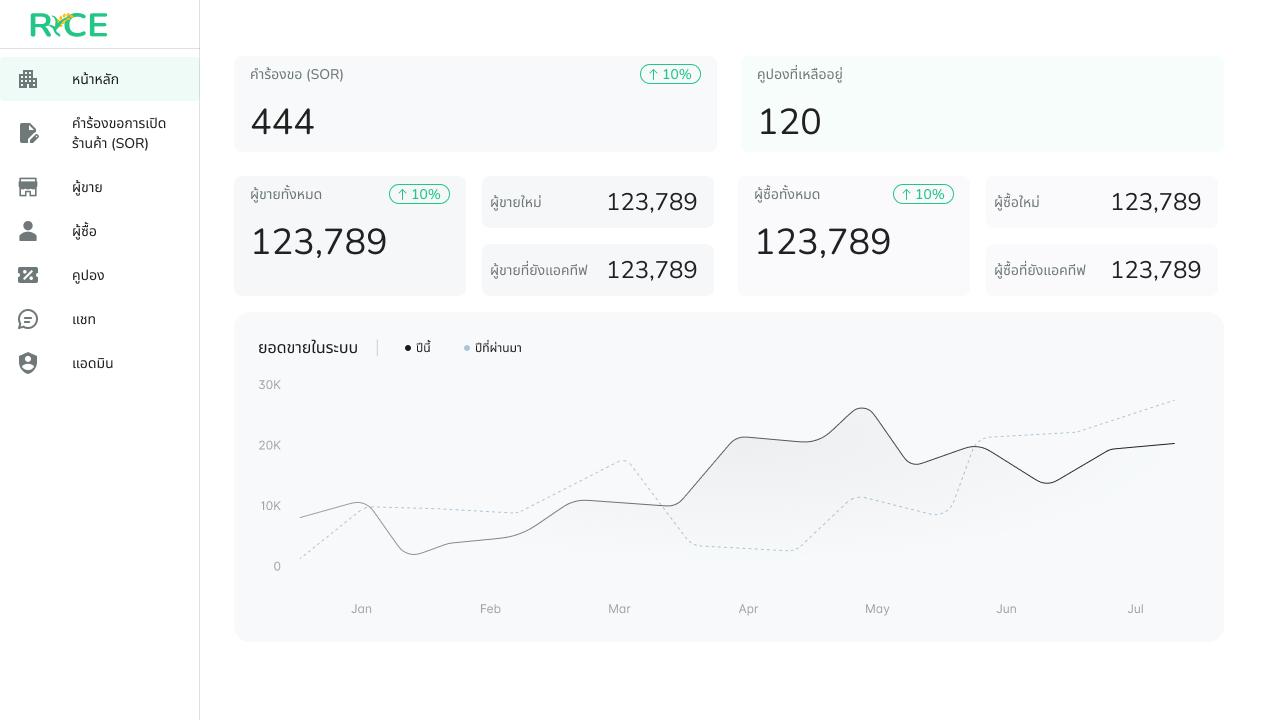 RICE
หน้าหลัก
คำร้องขอการเปิด
ร้านค้า (SOR)
ผู้ขาย
ผู้ซื้อ
คูปอง
แชท
แอดมิน
คำร้องขอ (SOR)
↑ 10%
444
คูปองที่เหลืออยู่
120
ผู้ขายทั้งหมด
↑ 10%
123,789
ผู้ขายใหม่ 123,789
ผู้ขายที่ยังแอคทีฟ 123,789
ผู้ซื้อทั้งหมด
↑ 10%
123,789
ผู้ซื้อใหม่ 123,789
ผู้ซื้อที่ยังแอคทีฟ 123,789
ยอดขายในระบบ ปีนี้ ปีที่ผ่านมา
30K
20K
10K
0
Jan Feb Mar Apr May Jun Jul